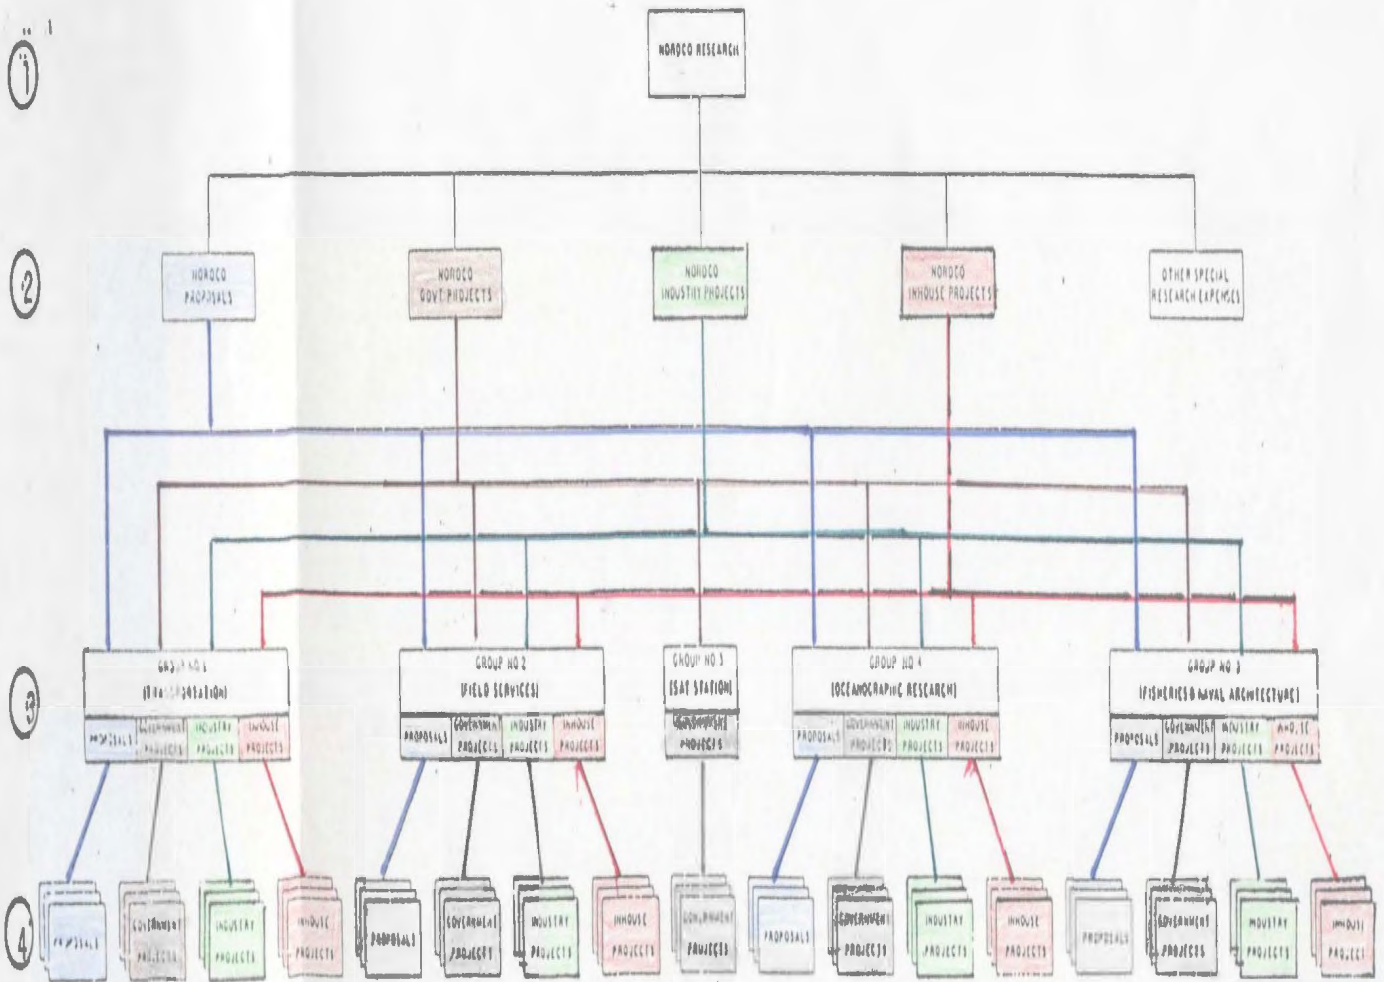 1
NORDCO RESEARCH
2
NORDCO
PROPOSALS
NORDCO
GOVT PROJECTS
NORDCO
INDUSTRY PROJECTS
NORDCO
INHOUSE PROJECTS
OTHER SPECIAL
RESEARCH EXPENSES
3
GROUP NO 1
PROPOSALS
GOVERNMENT
PROJECTS
INDUSTRY
PROJECTS
INHOUSE
PROJECTS
GROUP NO 2
(FIELD SERVICES)
PROPOSALS
GOVERNMENT
PROJECTS
INDUSTRY
PROJECTS
INHOUSE
PROJECTS
GROUP NO
(SAT STATION)
GOVERNMENT
PROJECTS
GROUP NO 4
(OCEANOGRAPHIC RESEARCH)
PROPOSALS
GOVERNMENT
PROJECTS
INDUSTRY
PROJECTS
INHOUSE
PROJECTS
GROUP NO
(FISHERIES & NAVAL ARCHITECTURE)
PROPOSALS
GOVERNMENT
PROJECTS
INDUSTRY
PROJECTS
INHOUSE
PROJECTS
4
PROPOSALS
GOVERNMENT
PROJECTS
INDUSTRY
PROJECTS
INHOUSE
PROJECTS
PROPOSALS
GOVERNMENT
PROJECTS
INDUSTRY
PROJECTS
INHOUSE
PROJECTS
GOVERNMENT
PROJECTS
PROPOSALS
GOVERNMENT
PROJECTS
INDUSTRY
PROJECTS
INHOUSE
PROJECTS
PROPOSALS
GOVERNMENT
PROJECTS
INDUSTRY
PROJECTS
INHOUSE
PROJECT